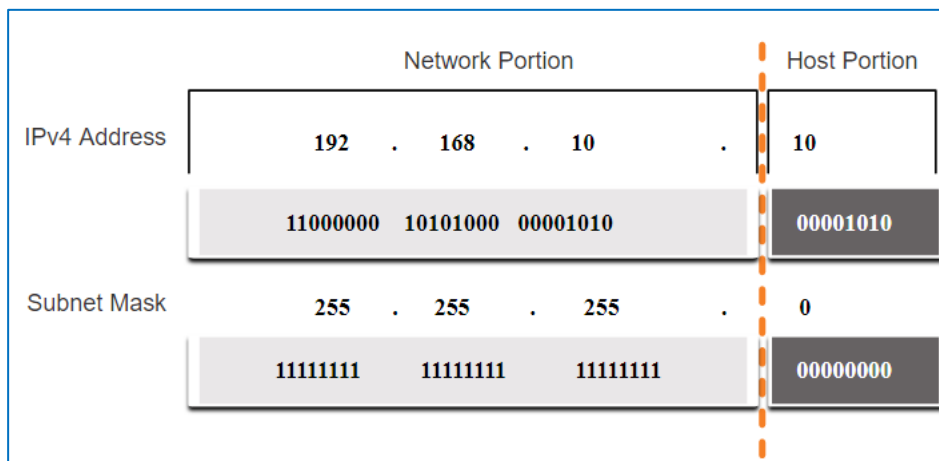 Network Portion Host Portion
IPv4 Address 192 . 168 . 10 . 10
11000000 10101000 00001010 00001010
Subnet Mask 255 . 255 . 255 . 0
11111111 11111111 11111111 00000000